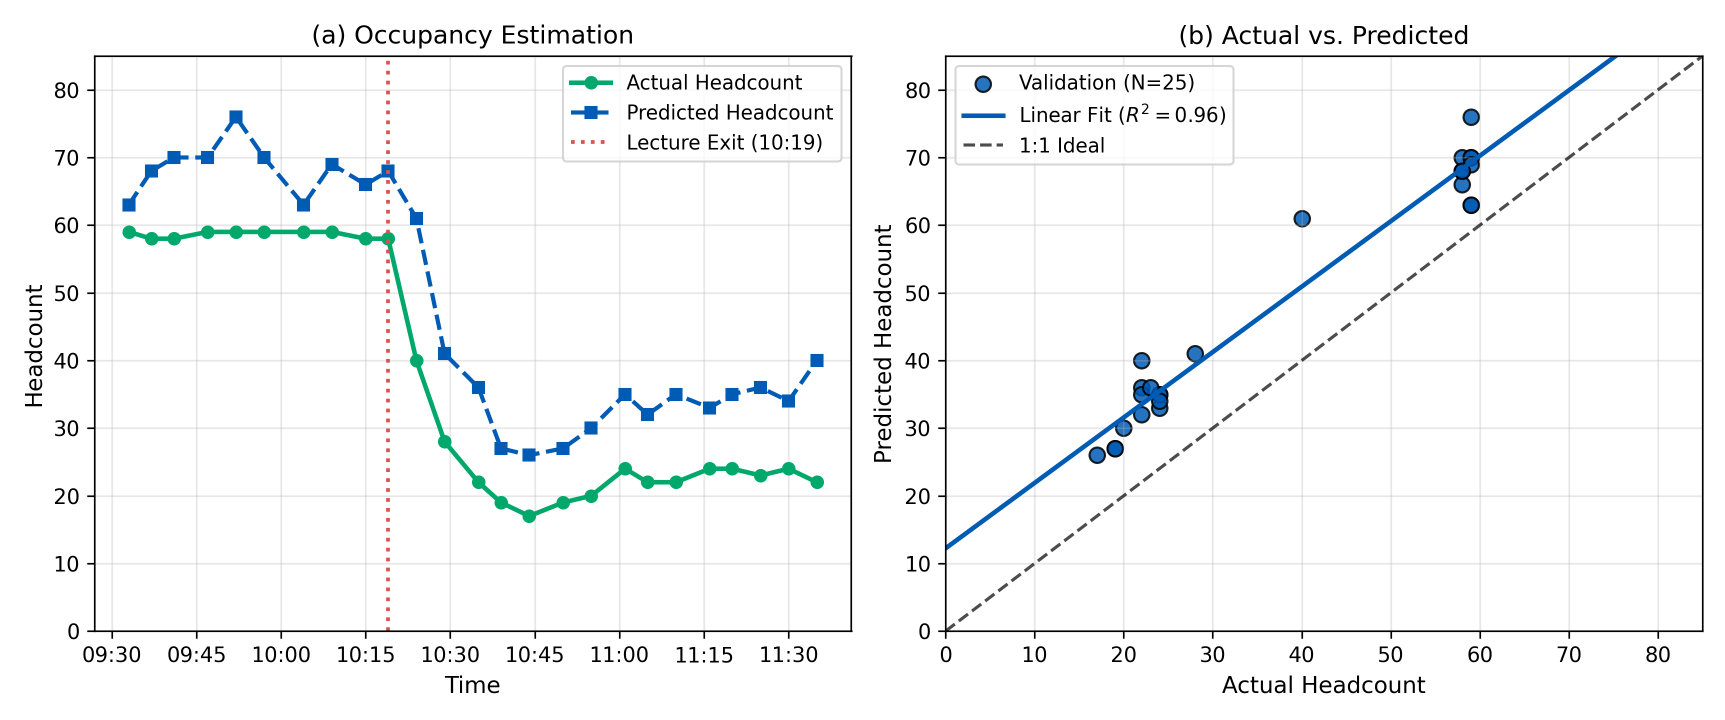 (a) Occupancy Estimation
Actual Headcount
Predicted Headcount
Lecture Exit (10:19)
Headcount
80
70
60
50
40
30
20
10
0
09:30 09:45 10:00 10:15 10:30 10:45 11:00 11:15 11:30
Time
(b) Actual vs. Predicted
Validation (N=25)
Linear Fit (R² = 0.96)
1:1 Ideal
Predicted Headcount
80
70
60
50
40
30
20
10
0
0 10 20 30 40 50 60 70 80
Actual Headcount